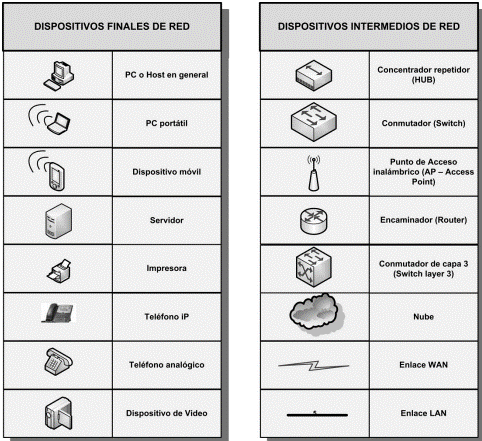 DISPOSITIVOS FINALES DE RED
PC o Host en general
PC portátil
Dispositivo móvil
Servidor
Impresora
Teléfono iP
Teléfono analógico
Dispositivo de Video
DISPOSITIVOS INTERMEDIOS DE RED
Concentrador repetidor
(HUB)
Conmutador (Switch)
Punto de Acceso
inalámbrico (AP – Access
Point)
Encaminador (Router)
Conmutador de capa 3
(Switch layer 3)
Nube
Enlace WAN
Enlace LAN